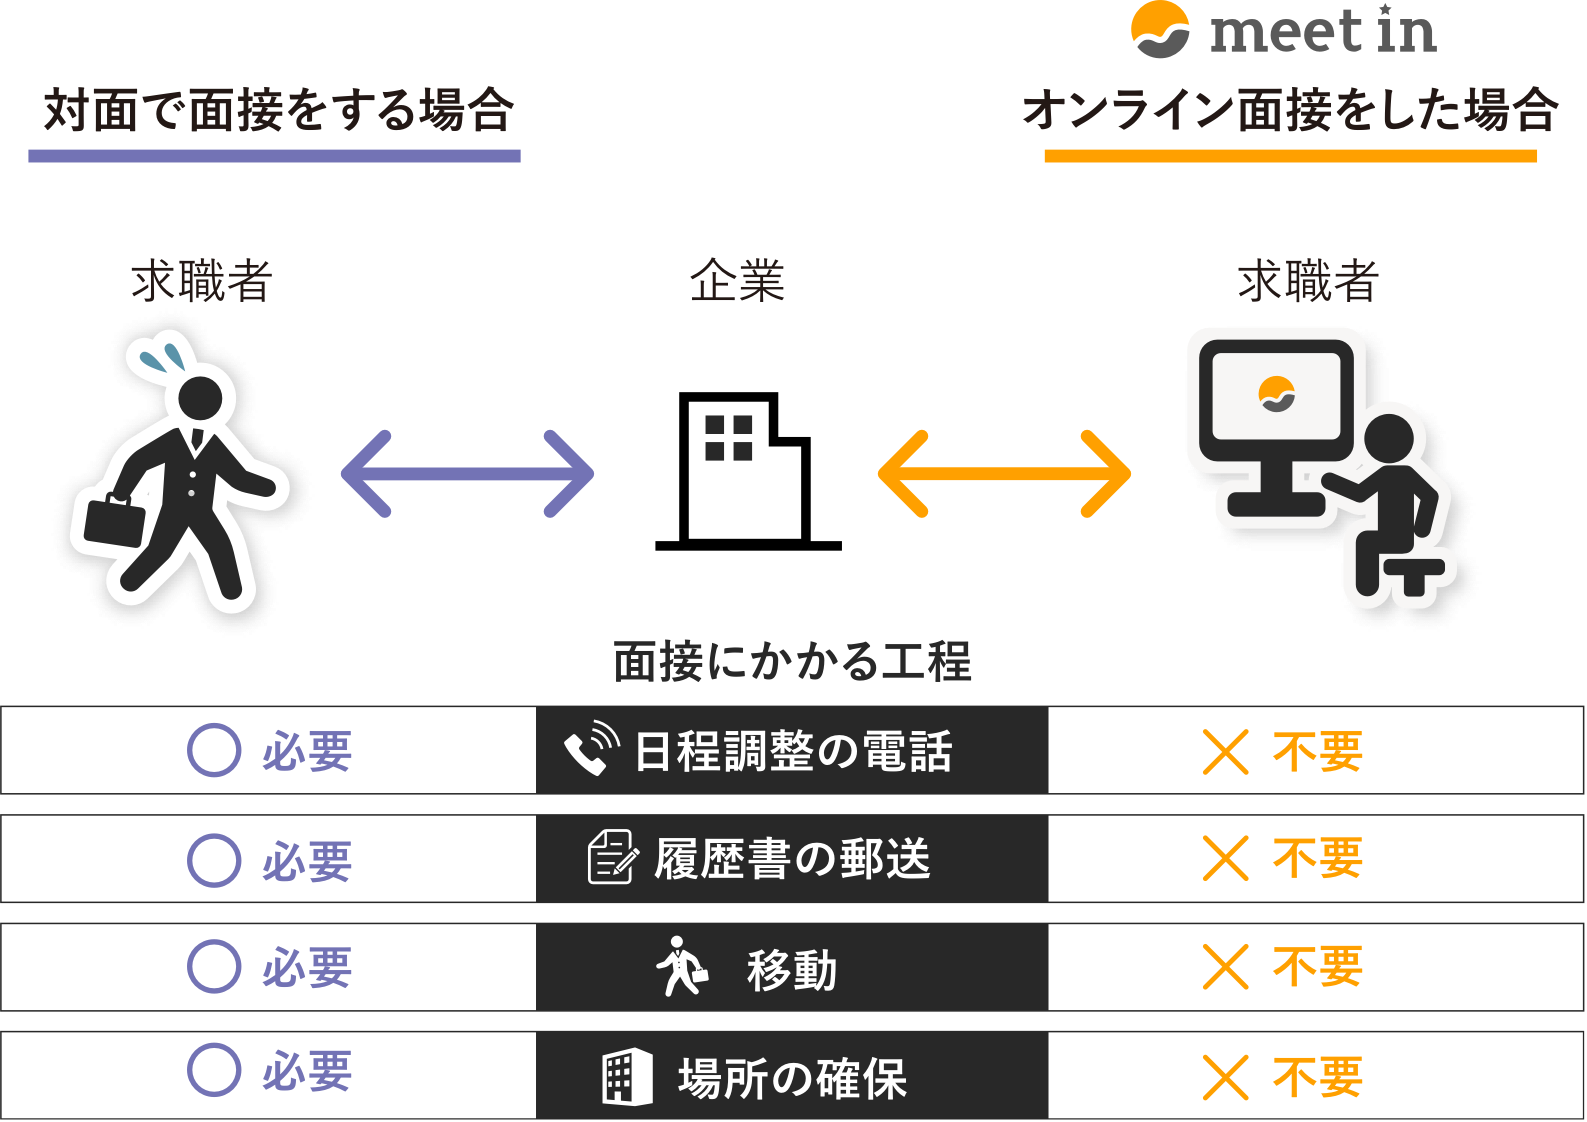 meet in
対面で面接をする場合
オンライン面接をした場合
求職者
企業
求職者
面接にかかる工程
必要 日程調整の電話 不要
必要 履歴書の郵送 不要
必要 移動 不要
必要 場所の確保 不要